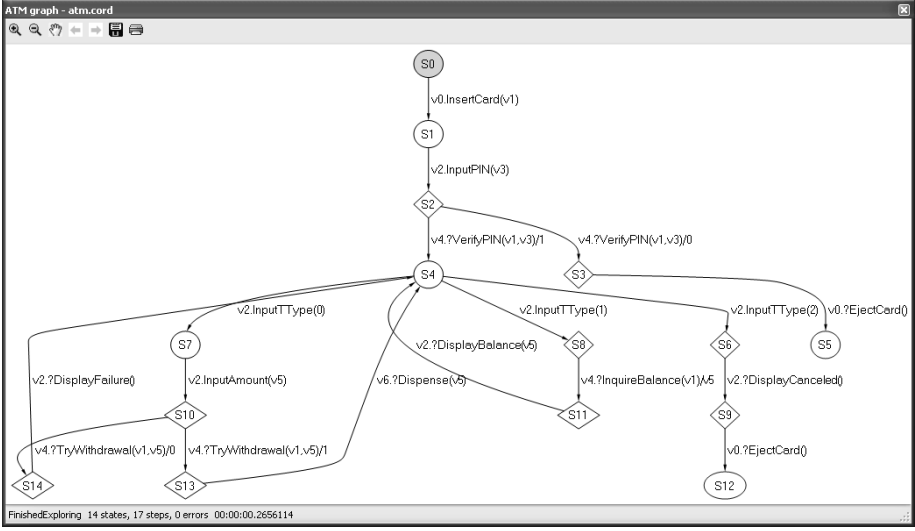 ATM graph - atm.cord
S0
v0.InsertCard(v1)
S1
v2.InputPIN(v3)
S2
v4.?VerifyPIN(v1,v3)/1
v4.?VerifyPIN(v1,v3)/0
S4
S3
v2.InputTType(0)
v2.InputTType(1)
v2.InputTType(2)
v0.?EjectCard()
S7
v2.?DisplayBalance(v5)
S8
S6
S5
v2.?DisplayFailure()
v2.InputAmount(v5)
v6.?Dispense(v5)
v4.?InquireBalance(v1)/v5
v2.?DisplayCanceled()
S10
S11
S9
v4.?TryWithdrawal(v1,v5)/0
v4.?TryWithdrawal(v1,v5)/1
v0.?EjectCard()
S14
S13
S12
FinishedExploring 14 states, 17 steps, 0 errors 00:00:00.2656114